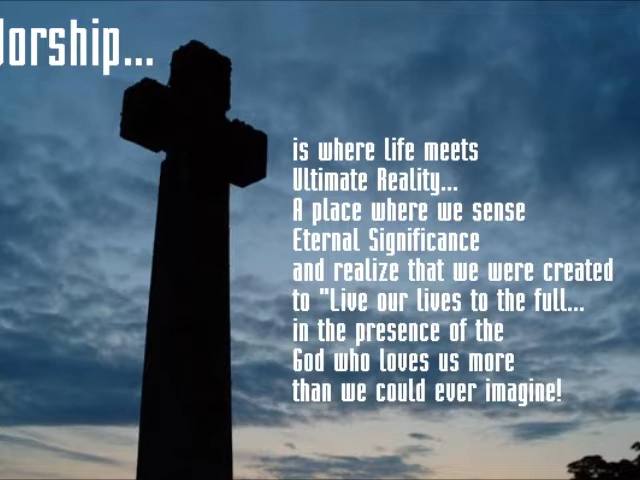 Worship...
is where life meets
Ultimate Reality...
A place where we sense
Eternal Significance
and realize that we were created
to "Live our lives to the full...
in the presence of the
God who loves us more
than we could ever imagine!